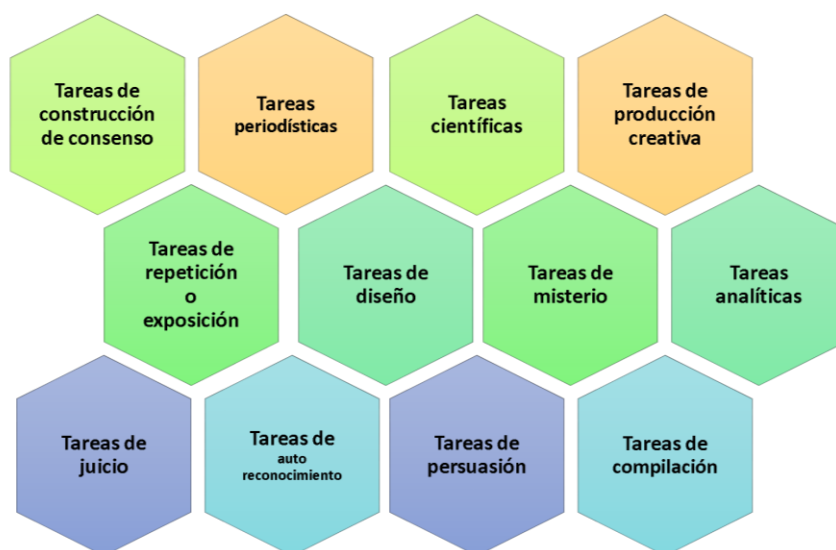 Tareas de
construcción
de consenso
Tareas
periodísticas
Tareas
científicas
Tareas de
producción
creativa
Tareas de
repetición
o
exposición
Tareas de
diseño
Tareas de
misterio
Tareas
analíticas
Tareas de
juicio
Tareas de
auto
reconocimiento
Tareas de
persuasión
Tareas de
compilación